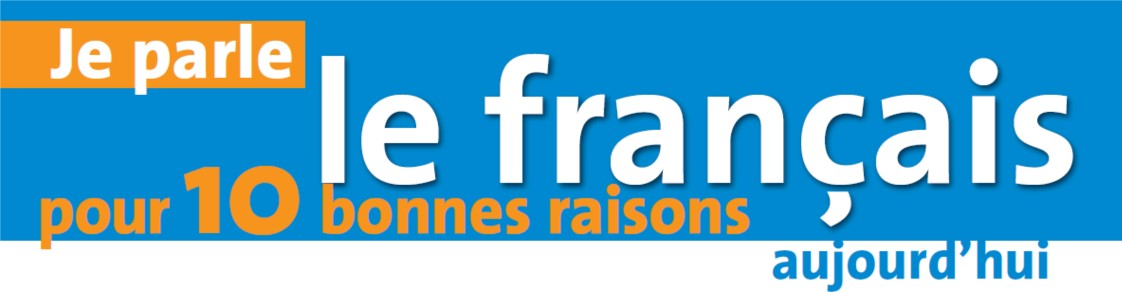 Je parle
le français
pour 10 bonnes raisons
aujourd'hui